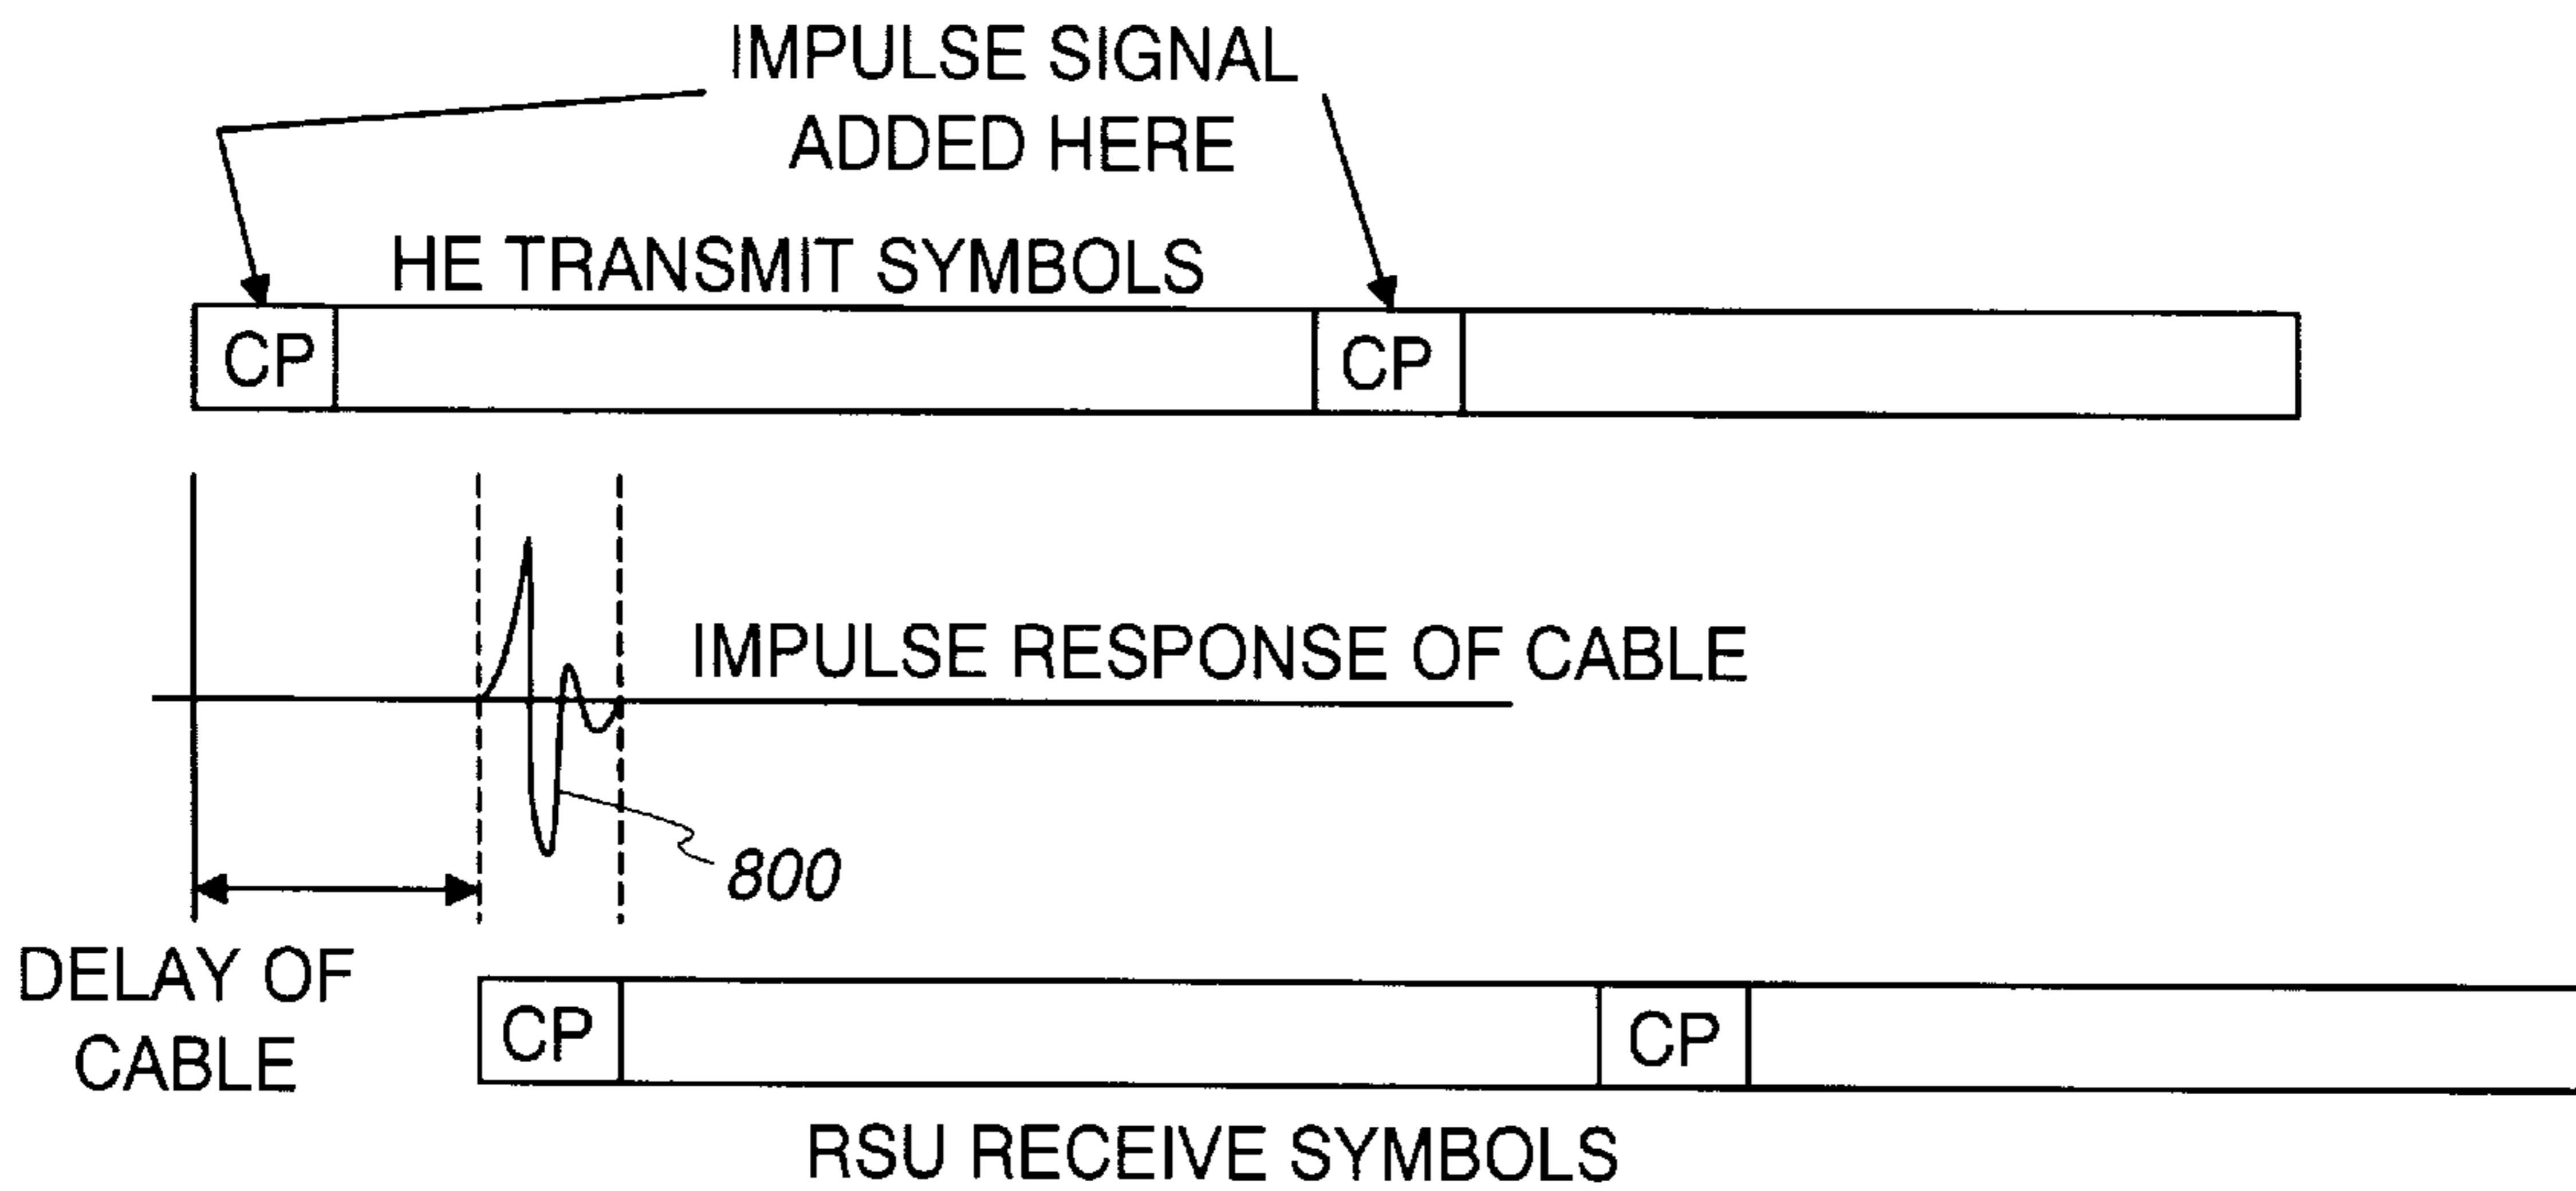 IMPULSE SIGNAL
ADDED HERE
HE TRANSMIT SYMBOLS
CP
CP
IMPULSE RESPONSE OF CABLE
800
DELAY OF
CABLE
CP
CP
RSU RECEIVE SYMBOLS